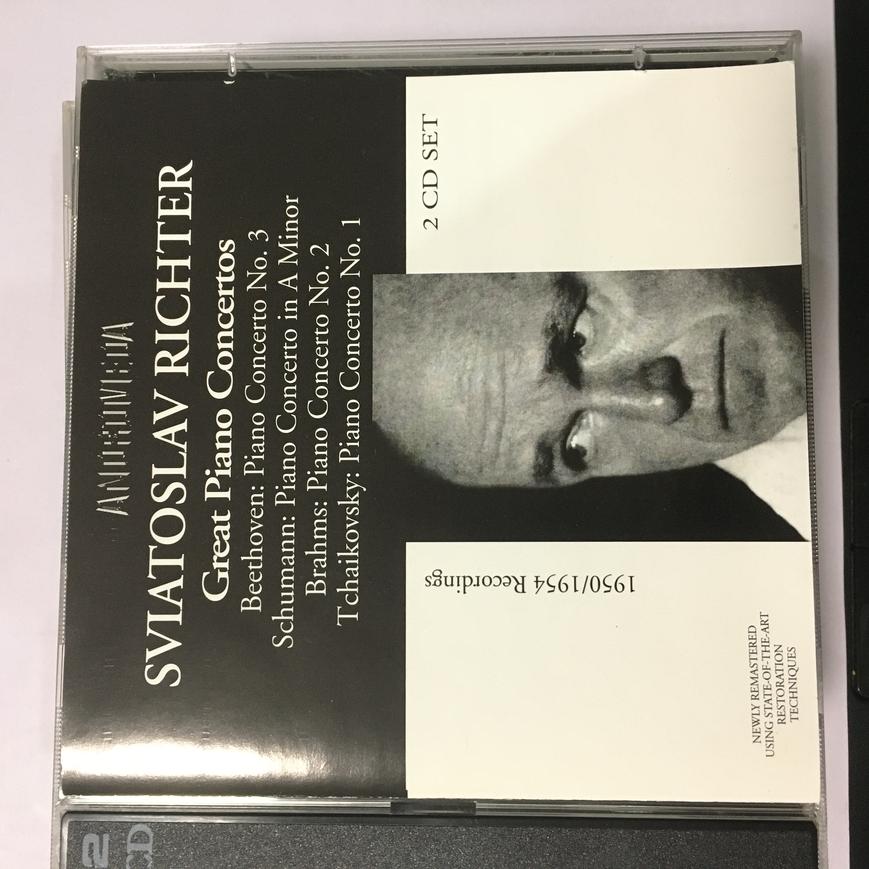 ANDROMEDA
SVIATOSLAV RICHTER
Great Piano Concertos
Beethoven: Piano Concerto No. 3
Schumann: Piano Concerto in A Minor
Brahms: Piano Concerto No. 2
Tchaikovsky: Piano Concerto No. 1
2 CD SET
1950/1954 Recordings
NEWLY REMASTERED
USING STATE-OF-THE-ART
RESTORATION
TECHNIQUES
2
CD